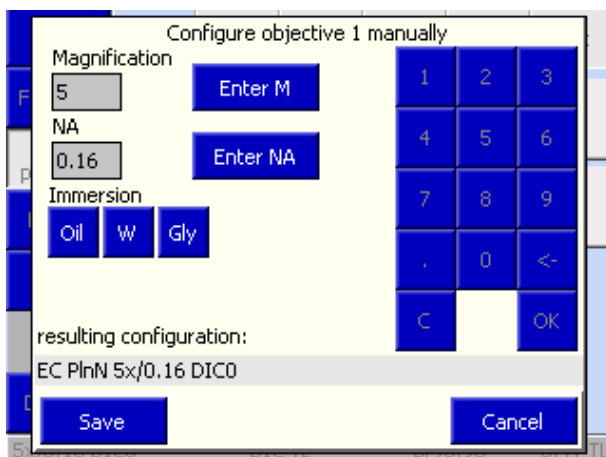 Configure objective 1 manually
Magnification
5
Enter M
1 2 3
NA
0.16
Enter NA
4 5 6
Immersion
Oil W Gly
7 8 9
. 0 <-
C OK
resulting configuration:
EC PlnN 5x/0.16 DIC0
Save Cancel